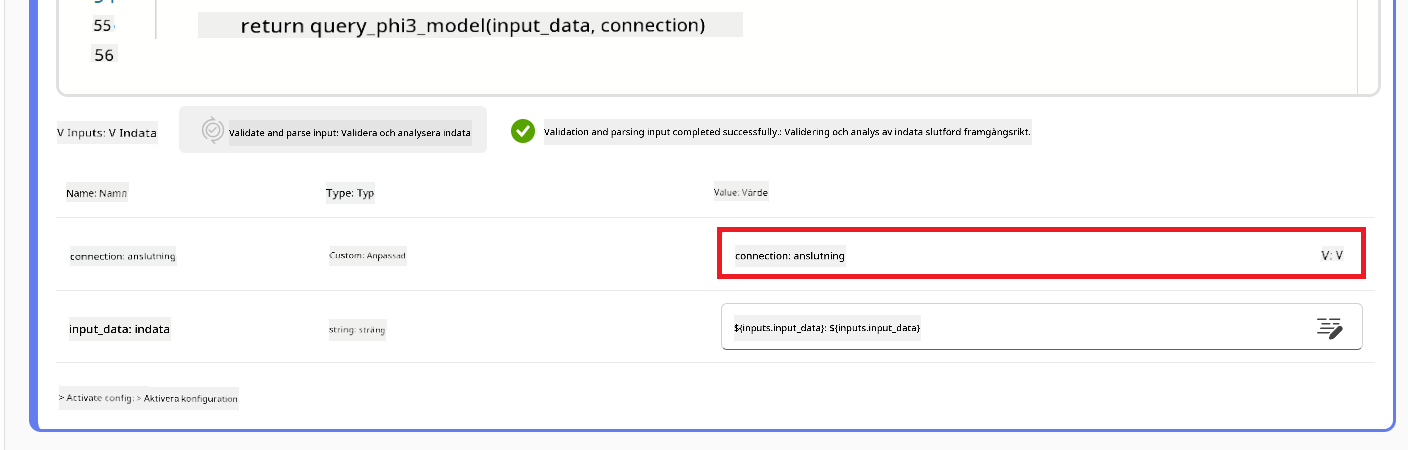 55
return query_phi3_model(input_data, connection)
56
V Inputs: V Indata
Validate and parse input: Validera och analysera indata
Validation and parsing input completed successfully.: Validering och analys av indata slutförd framgångsrikt.
Name: Namn
Type: Typ
Value: Värde
connection: anslutning
Custom: Anpassad
connection: anslutning
V: V
input_data: indata
string: sträng
${inputs.input_data}: ${inputs.input_data}
> Activate config: > Aktivera konfiguration